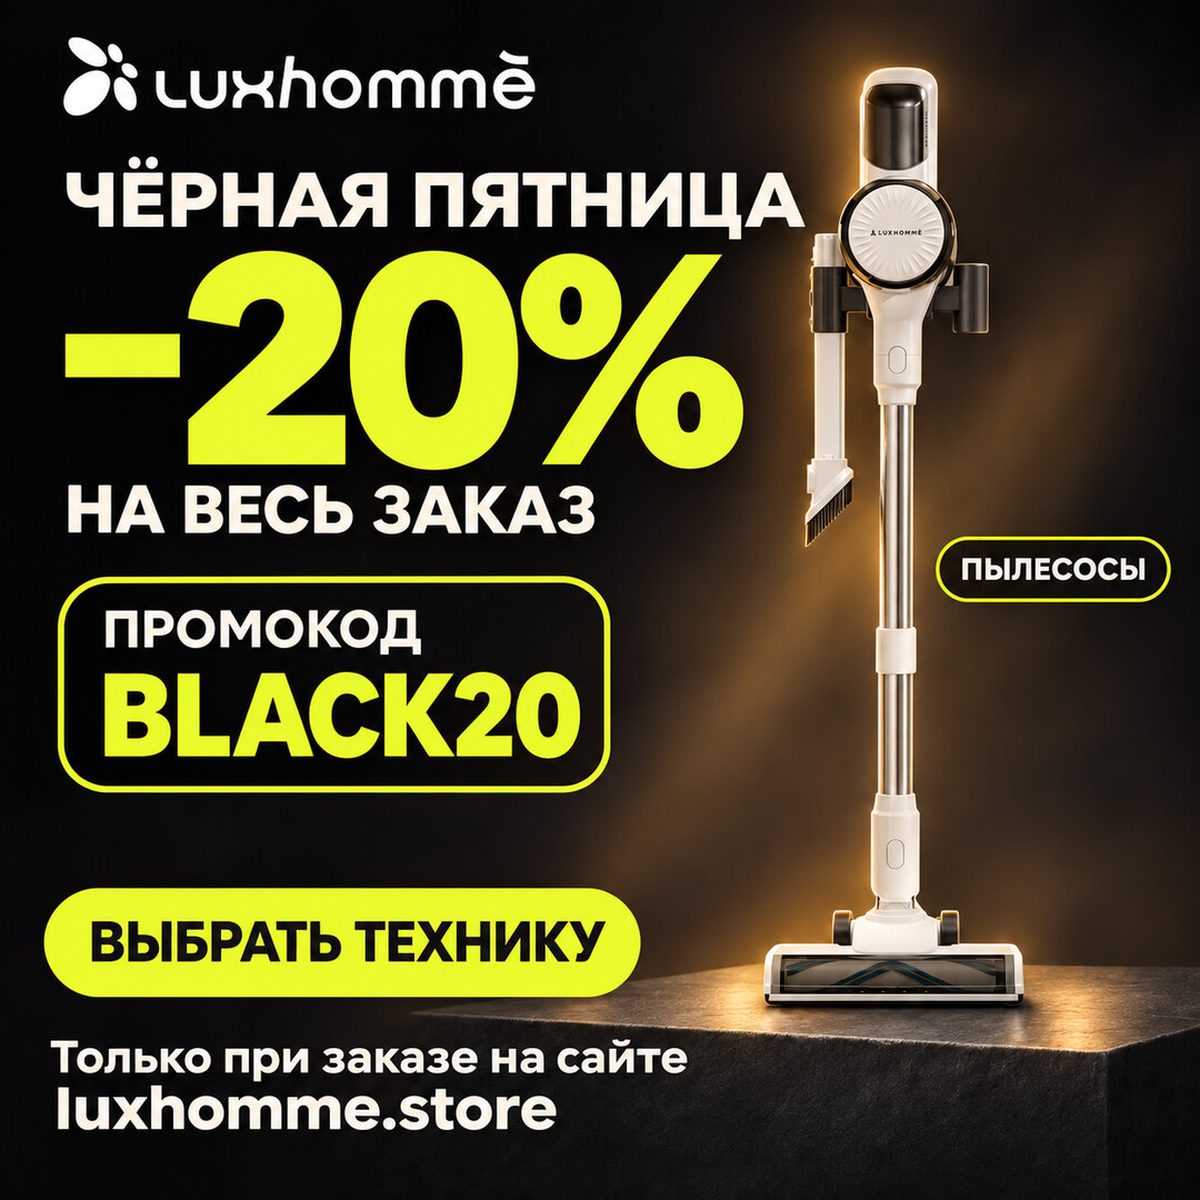 luxhommè
ЧЁРНАЯ ПЯТНИЦА
-20%
НА ВЕСЬ ЗАКАЗ
ПРОМОКОД
BLACK20
ВЫБРАТЬ ТЕХНИКУ
Только при заказе на сайте
luxhomme.store
LUXHOMMÈ
ПЫЛЕСОСЫ